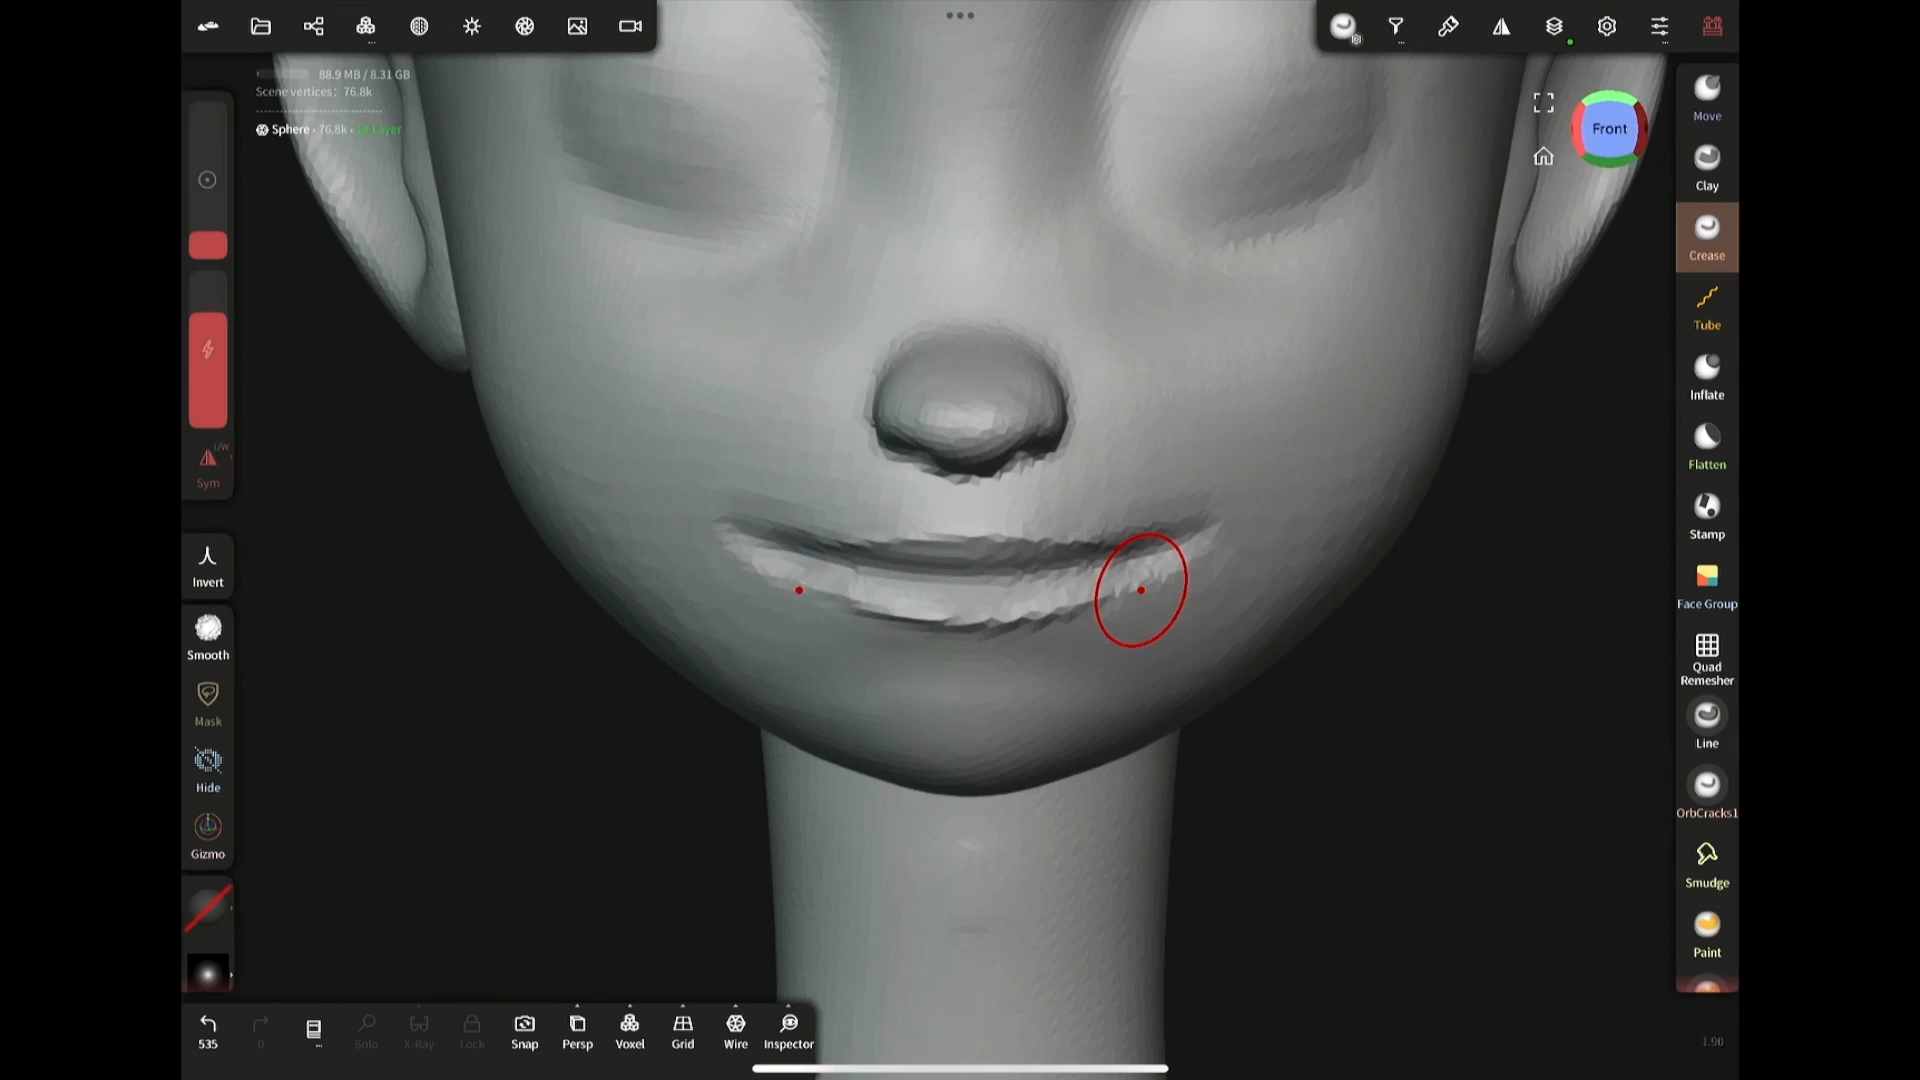 88.9 MB / 8.31 GB
Scene vertices: 76.8k
Sphere • 76,8k • Layer
Front
L/W
Sym
Invert
Smooth
Mask
Hide
Gizmo
Move
Clay
Crease
Tube
Inflate
Flatten
Stamp
Face Group
Quad
Remesher
Line
OrbCracks1
Smudge
Paint
535
0
Solo
X-Ray
Lock
Snap
Persp
Voxel
Grid
Wire
Inspector
1.90